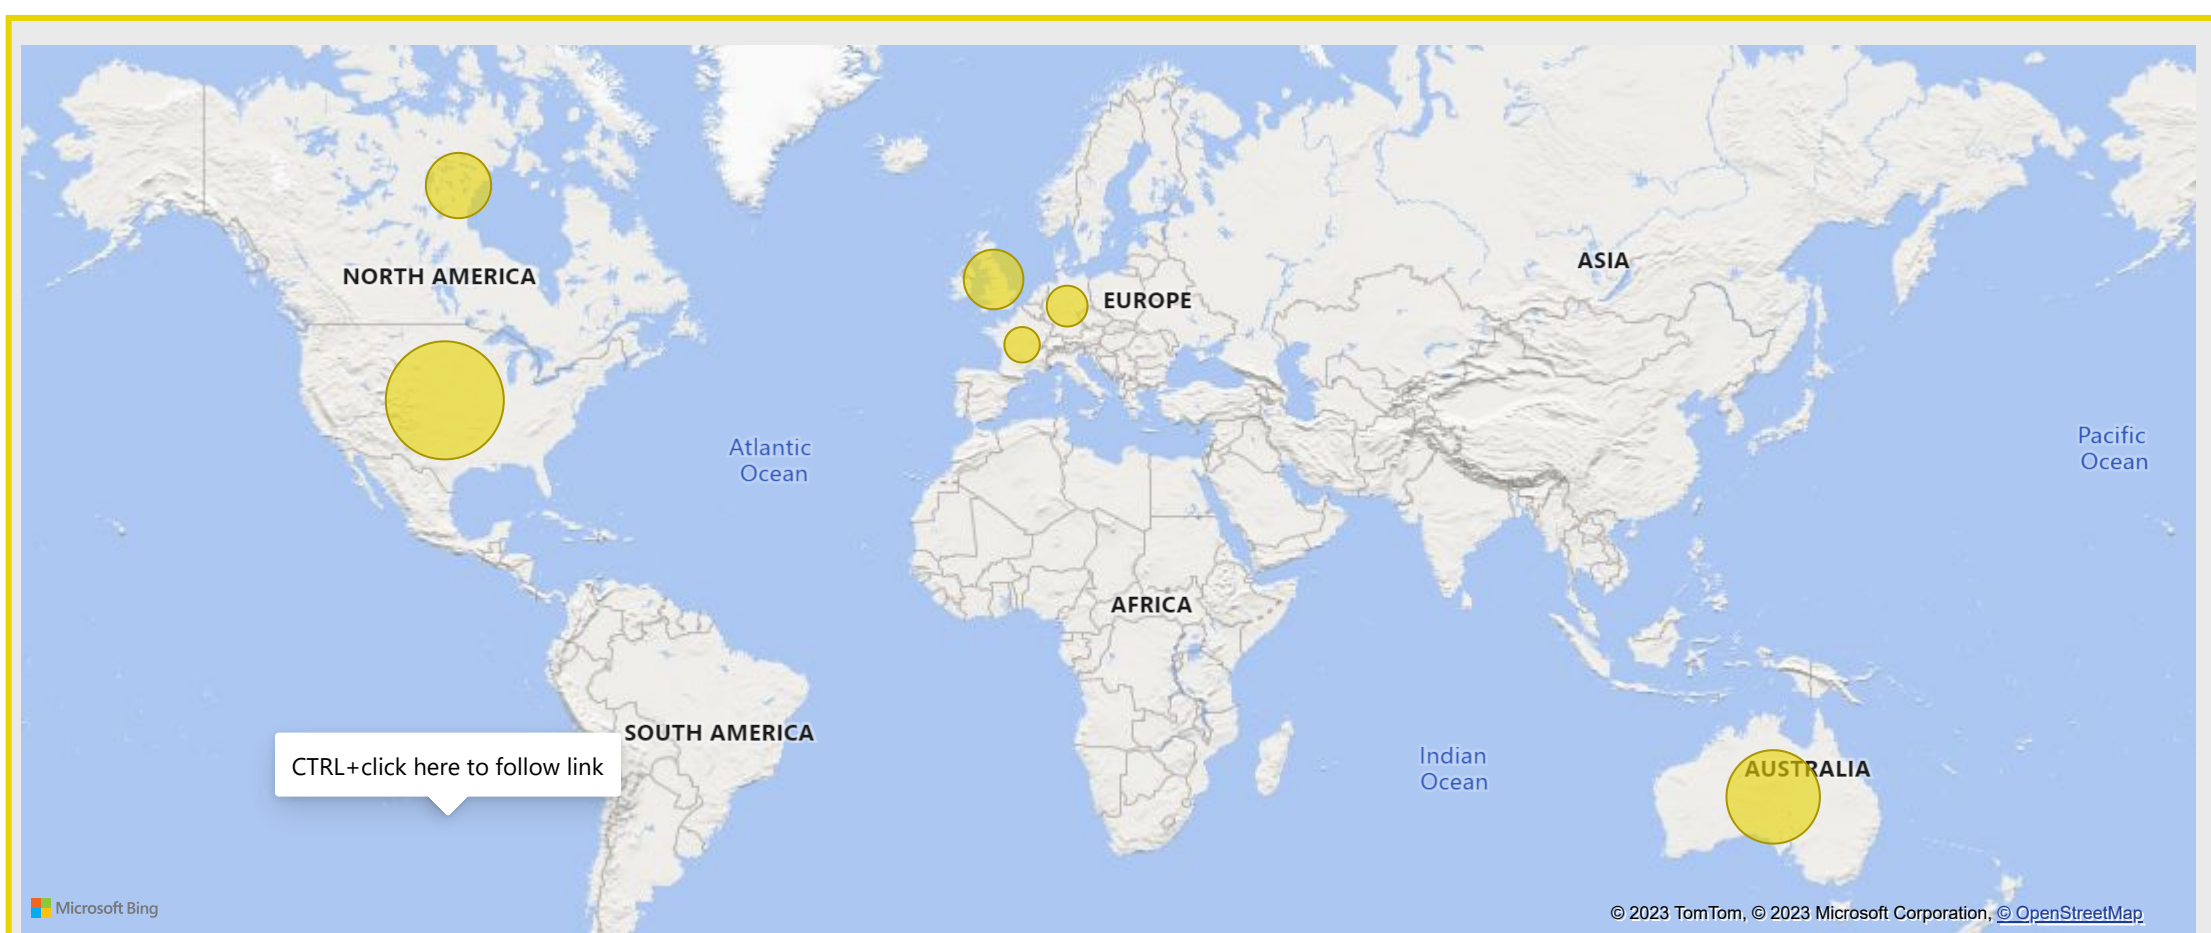 NORTH AMERICA
ASIA
EUROPE
Atlantic
Ocean
Pacific
Ocean
AFRICA
SOUTH AMERICA
CTRL+click here to follow link
Indian
Ocean
AUSTRALIA
Microsoft Bing
© 2023 TomTom, © 2023 Microsoft Corporation, © OpenStreetMap